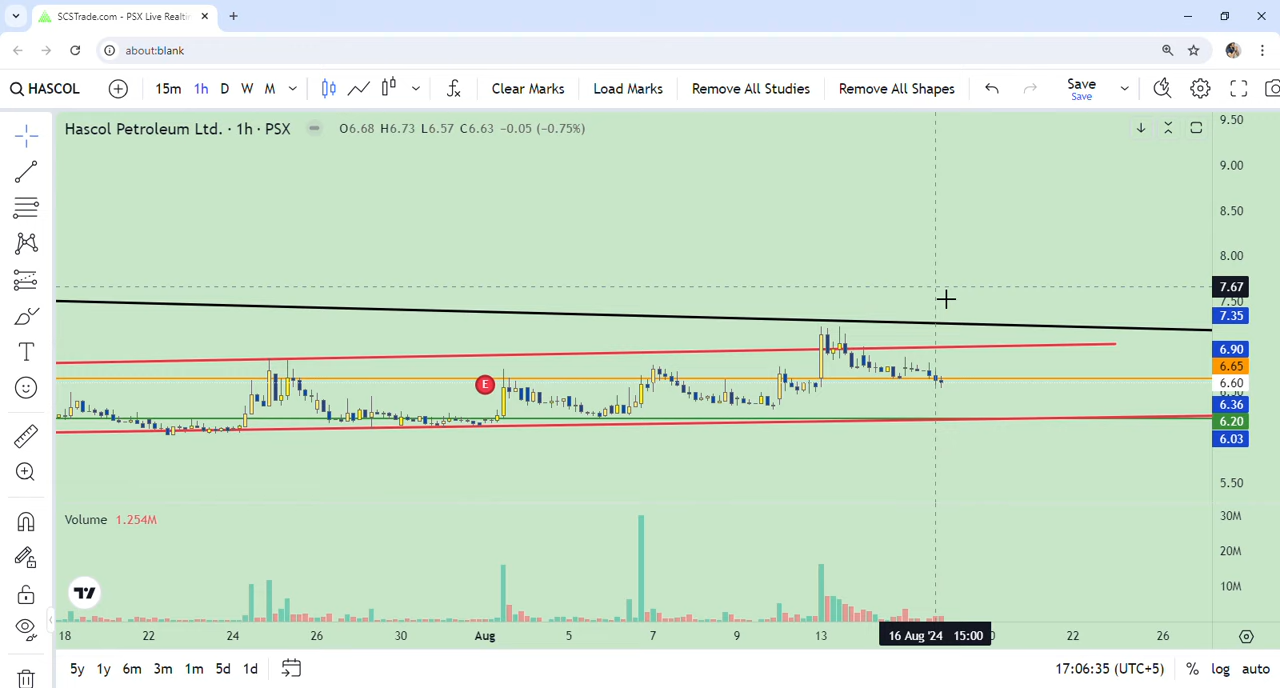 SCSTrade.com - PSX Live Realtin
about:blank
HASCOL 15m 1h D W M Clear Marks Load Marks Remove All Studies Remove All Shapes Save
Save
Hascol Petroleum Ltd. · 1h · PSX O6.68 H6.73 L6.57 C6.63 −0.05 (−0.75%)
9.50
9.00
8.50
8.00
7.67
7.50
7.35
6.90
6.65
6.60
6.36
6.20
6.03
5.50
E
Volume 1.254M
30M
20M
10M
18 22 24 26 30 Aug 5 7 9 13 16 Aug '24 15:00 22 26
5y 1y 6m 3m 1m 5d 1d 17:06:35 (UTC+5) % log auto